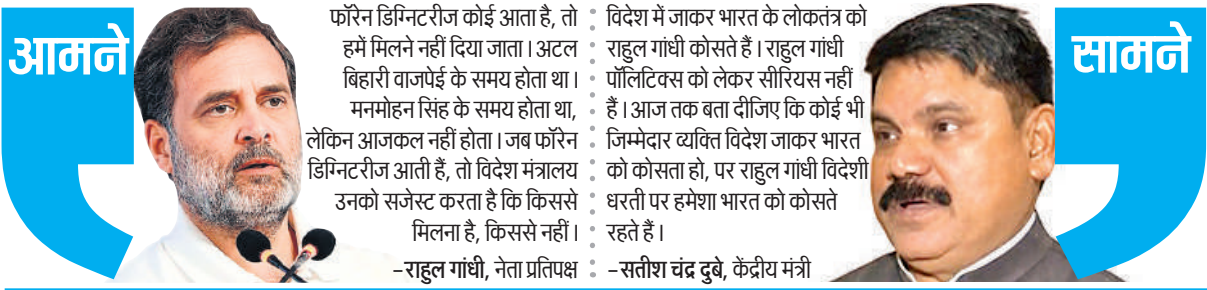 आमने
फॉरेन डिग्निटरीज कोई आता है, तो
हमें मिलने नहीं दिया जाता। अटल
बिहारी वाजपेई के समय होता था।
मनमोहन सिंह के समय होता था,
लेकिन आजकल नहीं होता। जब फॉरेन
डिग्निटरीज आती हैं, तो विदेश मंत्रालय
उनको सजेस्ट करता है कि किससे
मिलना है, किससे नहीं।
–राहुल गांधी, नेता प्रतिपक्ष
विदेश में जाकर भारत के लोकतंत्र को
राहुल गांधी कोसते हैं। राहुल गांधी
पॉलिटिक्स को लेकर सीरियस नहीं
हैं। आज तक बता दीजिए कि कोई भी
जिम्मेदार व्यक्ति विदेश जाकर भारत
को कोसता हो, पर राहुल गांधी विदेशी
धरती पर हमेशा भारत को कोसते
रहते हैं।
–सतीश चंद्र दुबे, केंद्रीय मंत्री
सामने